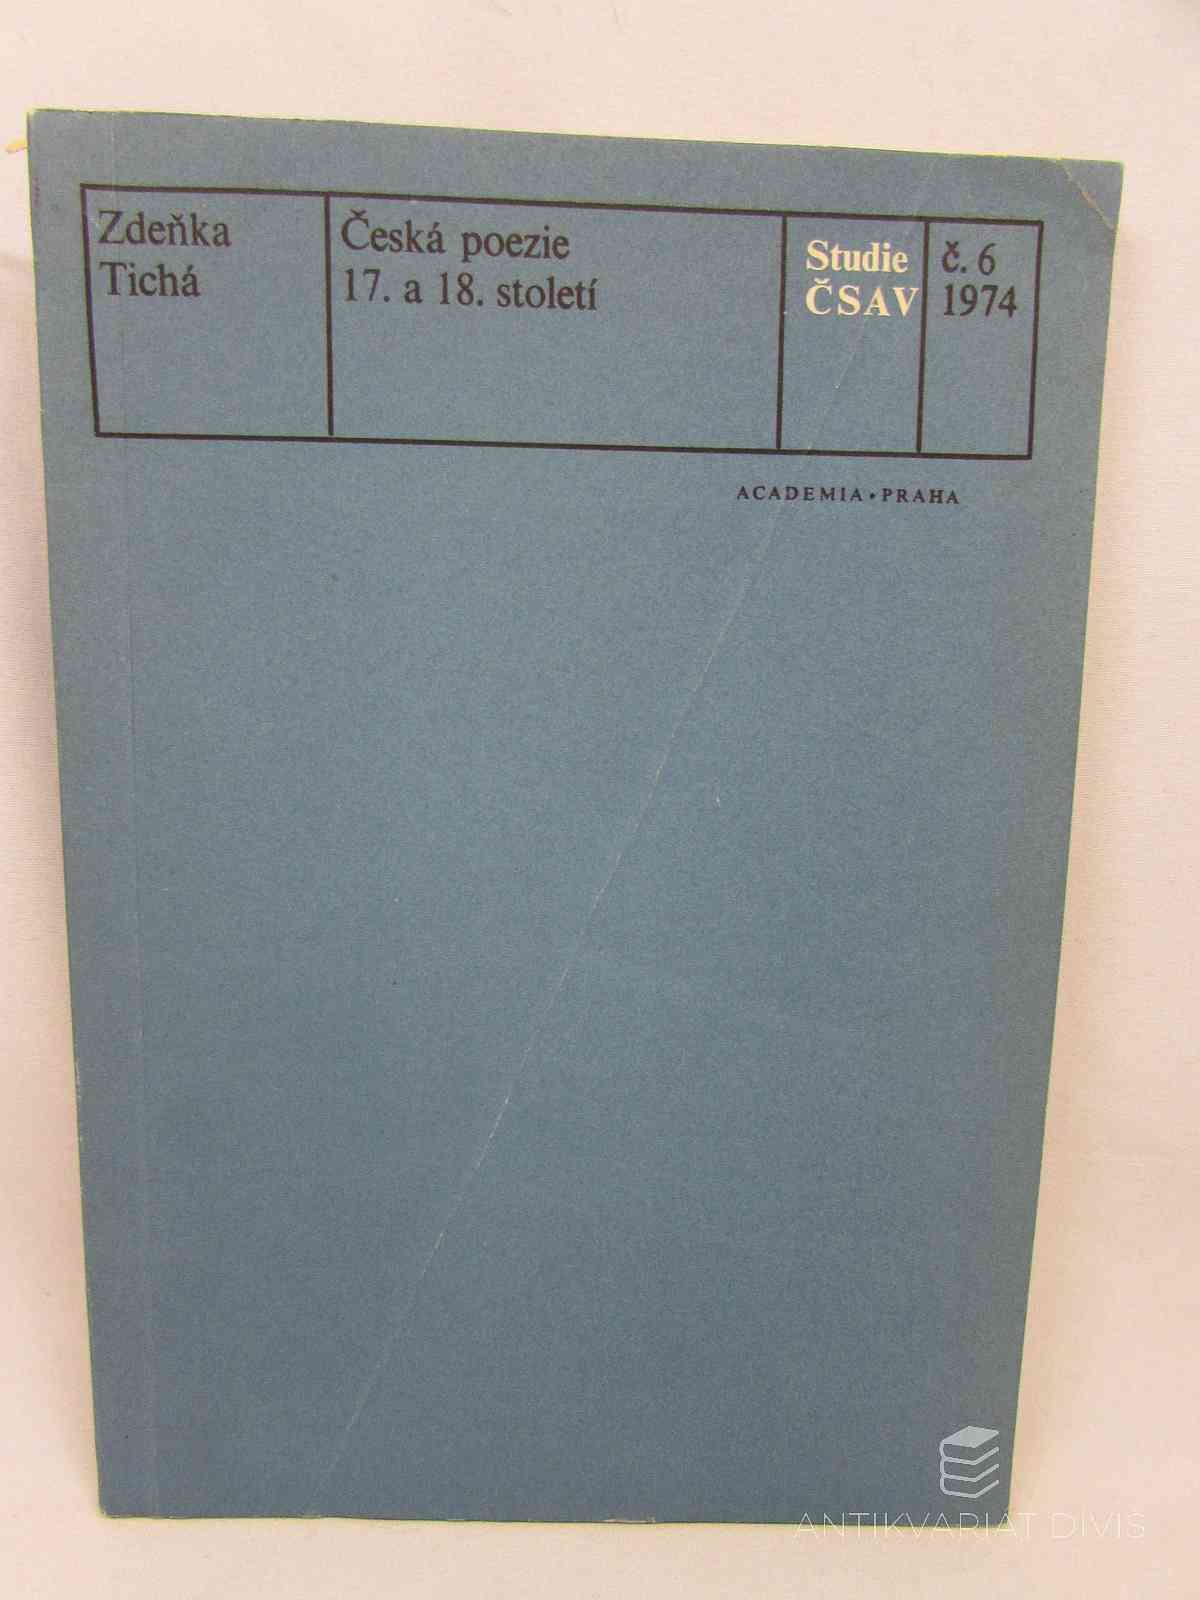 Zdeňka
Tichá
Česká poezie
17. a 18. století
Studie
ČSAV
č. 6
1974
ACADEMIA • PRAHA
ANTIKVARIAT DIVIS